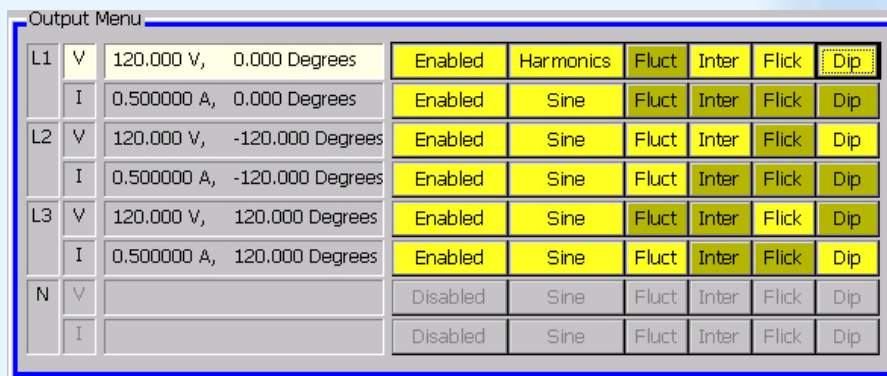 Output Menu
L1 V 120.000 V, 0.000 Degrees Enabled Harmonics Fluct Inter Flick Dip
I 0.500000 A, 0.000 Degrees Enabled Sine Fluct Inter Flick Dip
L2 V 120.000 V, -120.000 Degrees Enabled Sine Fluct Inter Flick Dip
I 0.500000 A, -120.000 Degrees Enabled Sine Fluct Inter Flick Dip
L3 V 120.000 V, 120.000 Degrees Enabled Sine Fluct Inter Flick Dip
I 0.500000 A, 120.000 Degrees Enabled Sine Fluct Inter Flick Dip
N V Disabled Sine Fluct Inter Flick Dip
I Disabled Sine Fluct Inter Flick Dip